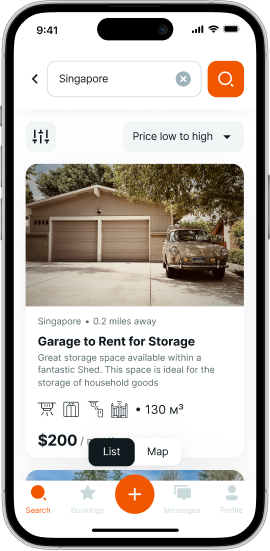 9:41
Singapore
Price low to high
Singapore • 0.2 miles away
Garage to Rent for Storage
Great storage space available within a
fantastic Shed. This space is ideal for the
storage of household goods
• 130 м³
$200 /
List Map
Search Bookings Messages Profile